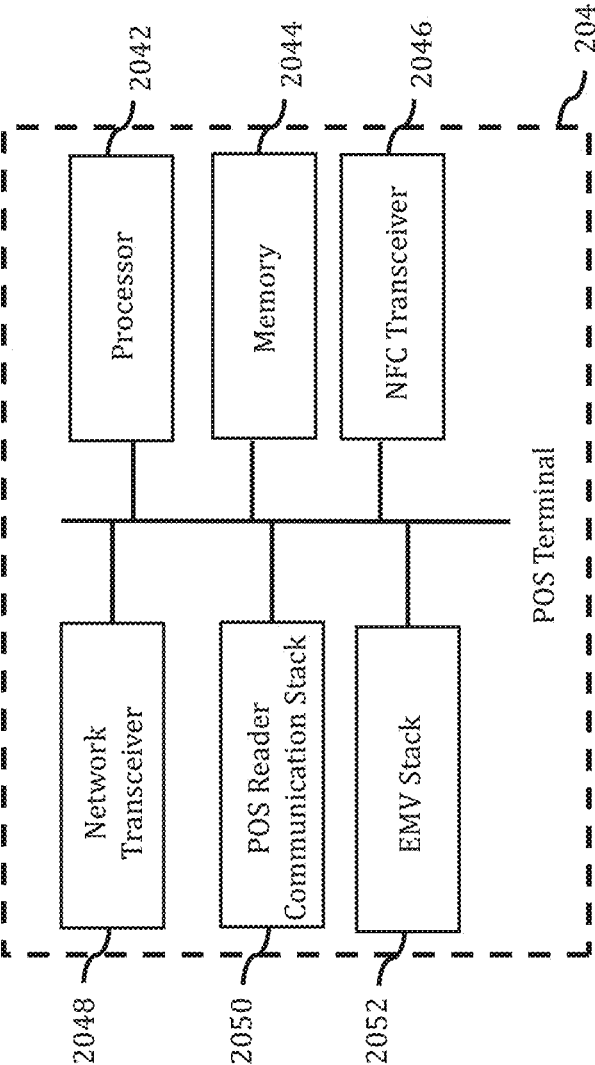 2048
Network
Transceiver
Processor
2042
2050
POS Reader
Communication Stack
Memory
2044
2052
EMV Stack
NFC Transceiver
2046
POS Terminal
204